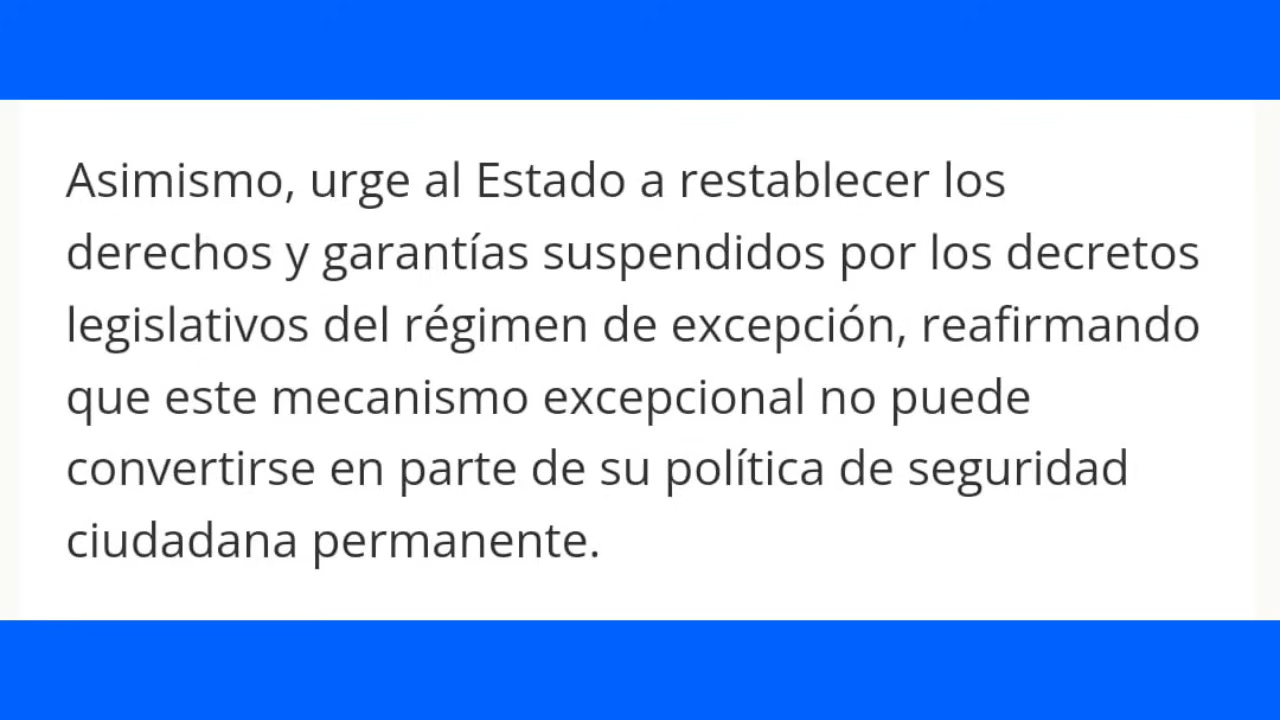 Asimismo, urge al Estado a restablecer los
derechos y garantías suspendidos por los decretos
legislativos del régimen de excepción, reafirmando
que este mecanismo excepcional no puede
convertirse en parte de su política de seguridad
ciudadana permanente.